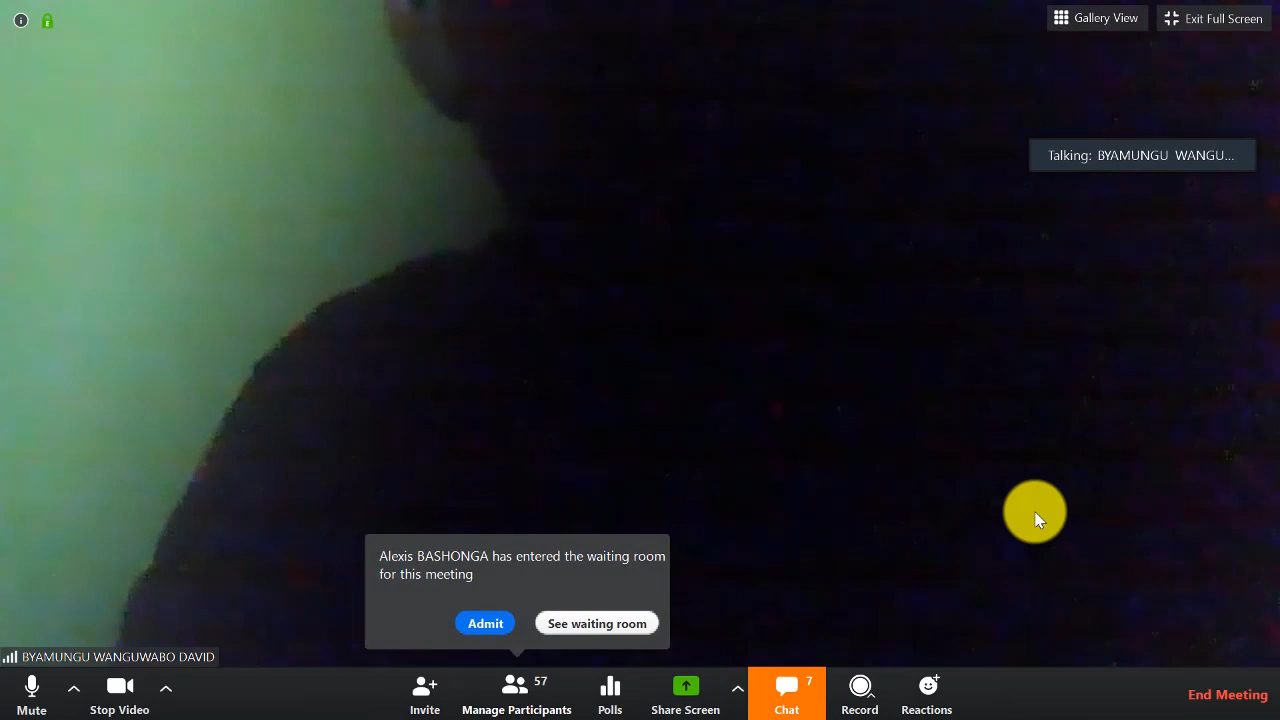 Gallery View
Exit Full Screen
Talking: BYAMUNGU WANGU...
Alexis BASHONGA has entered the waiting room
for this meeting
Admit
See waiting room
BYAMUNGU WANGUWABO DAVID
Mute
Stop Video
Invite
57
Manage Participants
Polls
Share Screen
7
Chat
Record
Reactions
End Meeting